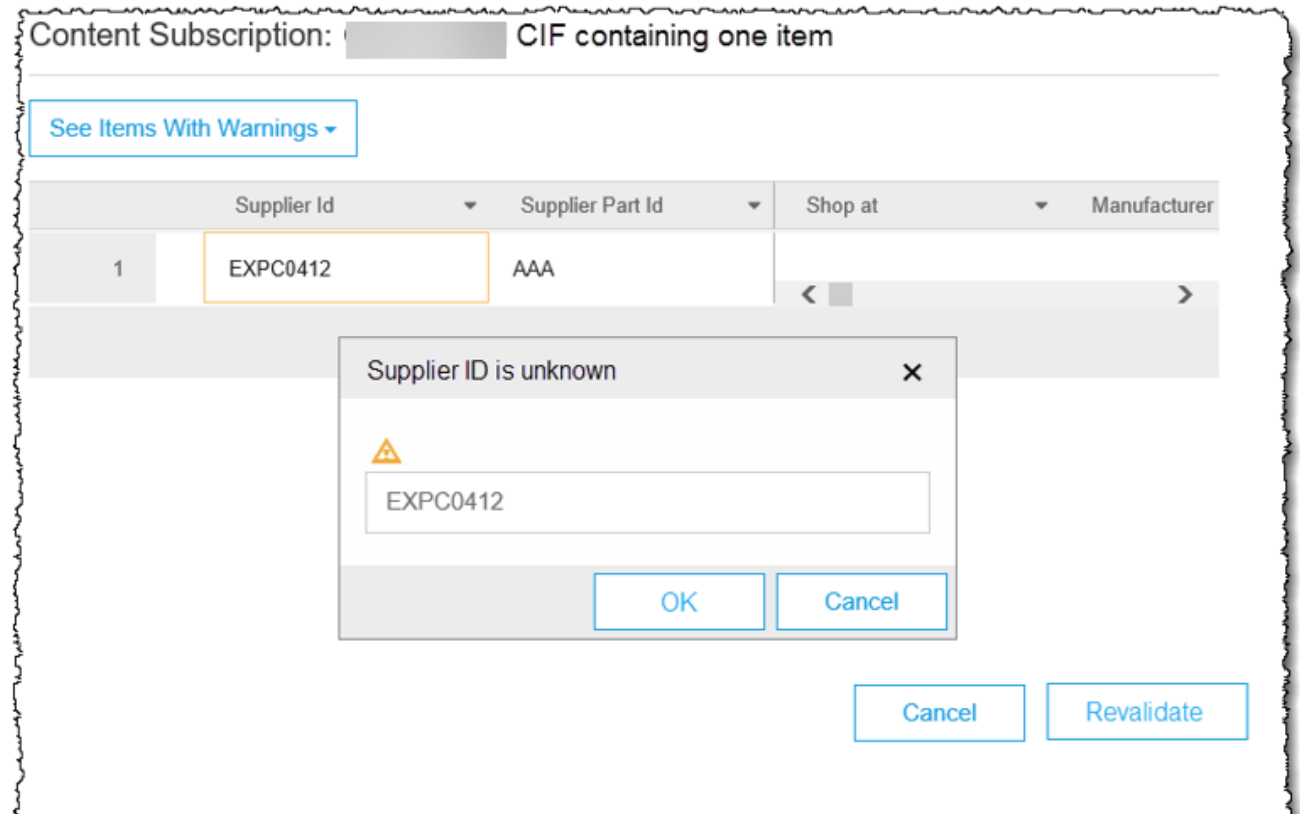 Content Subscription: CIF containing one item
See Items With Warnings
Supplier Id Supplier Part Id Shop at Manufacturer
1 EXPC0412 AAA
Supplier ID is unknown
EXPC0412
OK Cancel
Cancel Revalidate